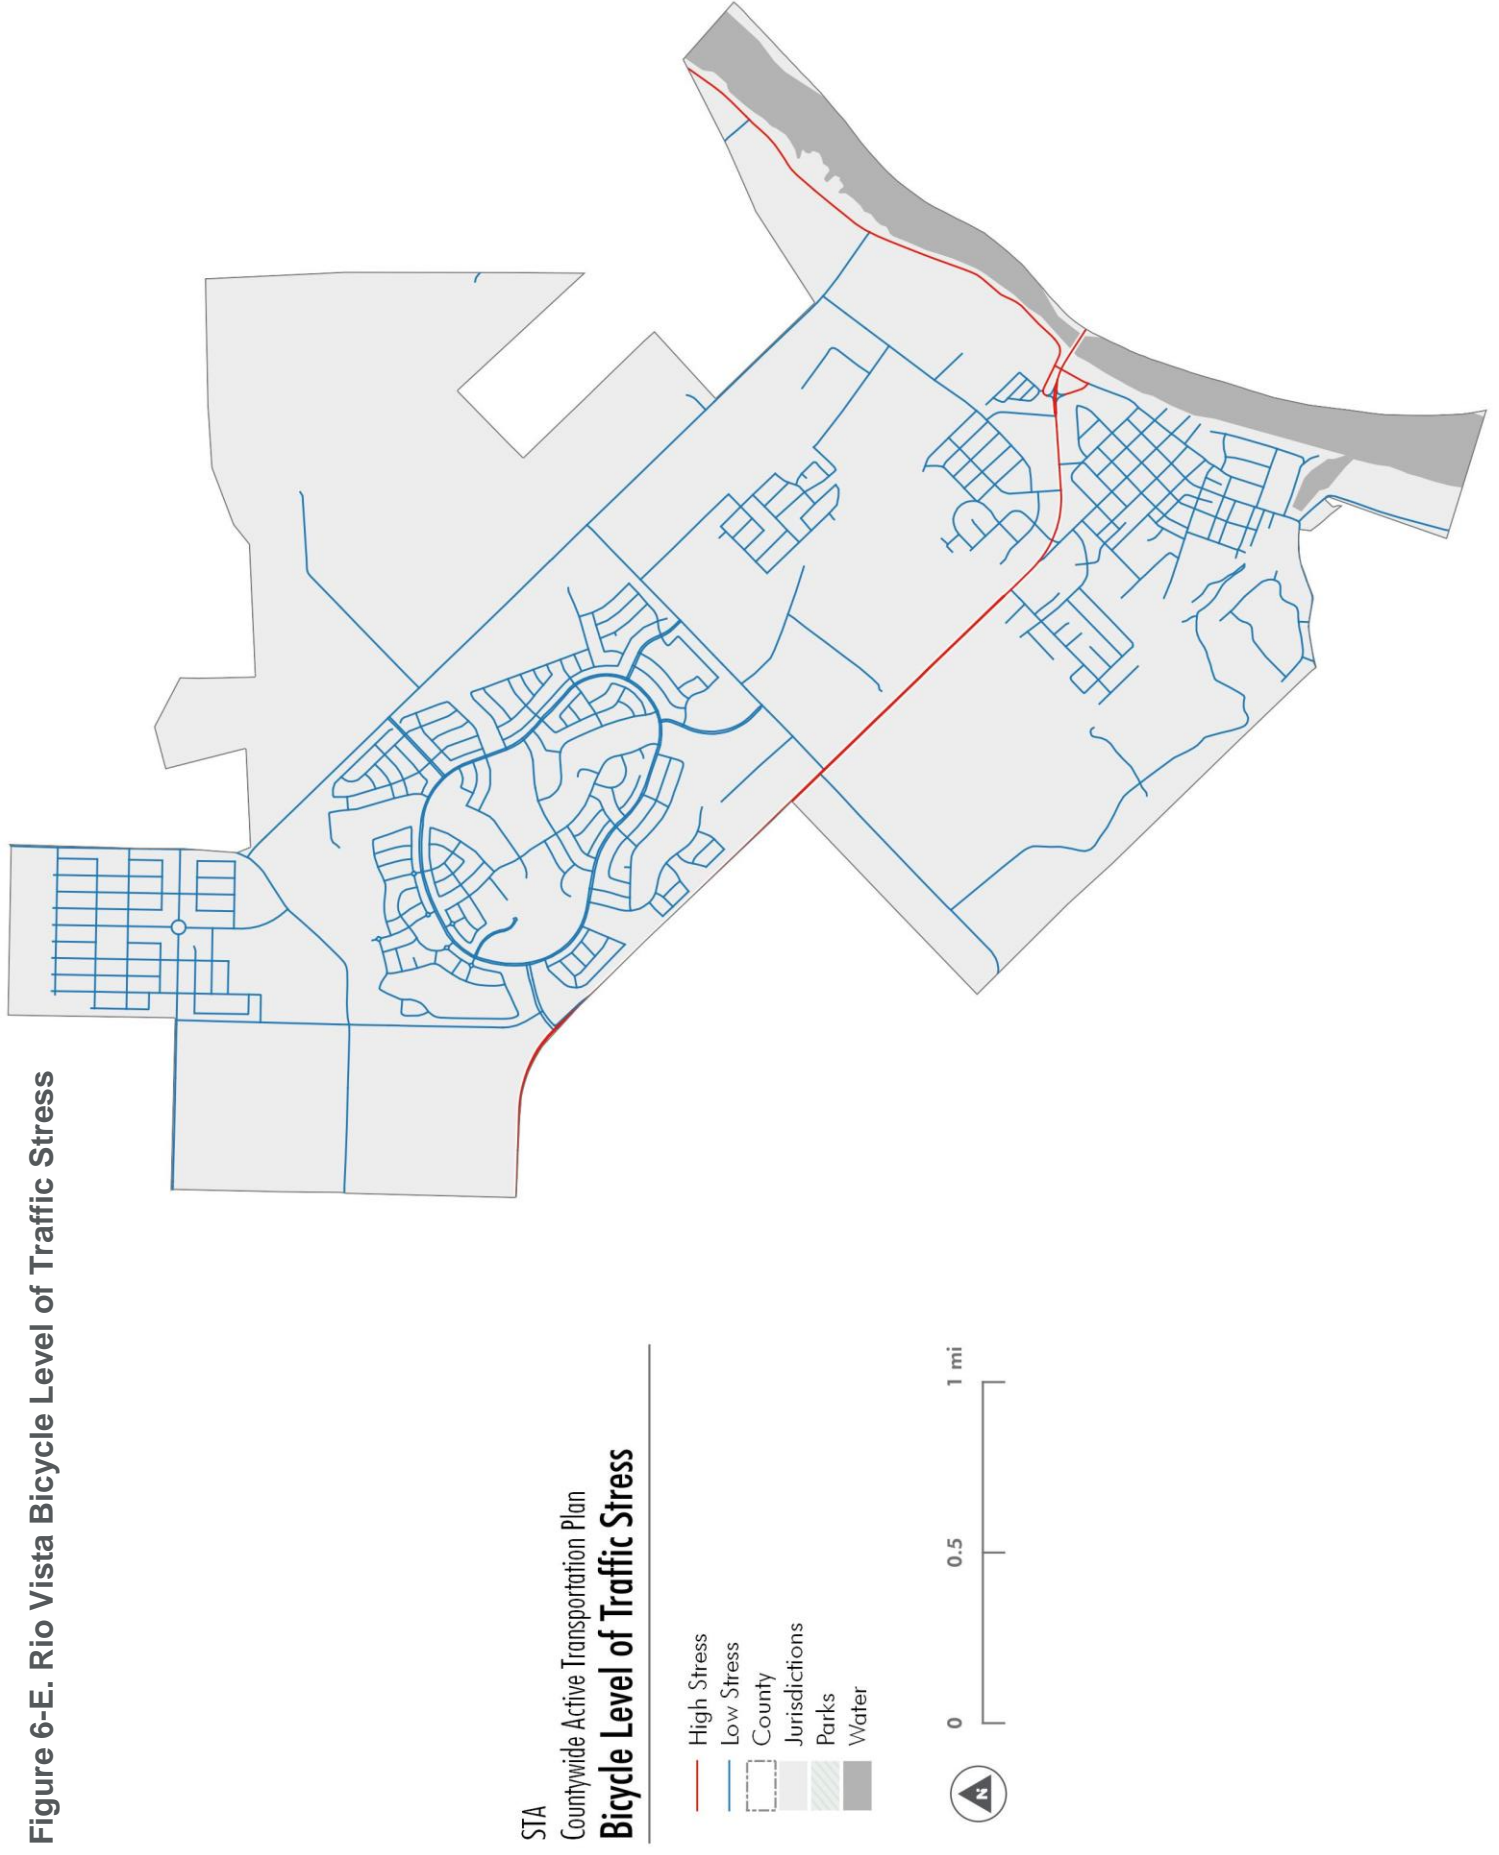 Figure 6-E. Rio Vista Bicycle Level of Traffic Stress
STA
Countywide Active Transportation Plan
Bicycle Level of Traffic Stress
High Stress
Low Stress
County
Jurisdictions
Parks
Water
N
0 0.5 1 mi